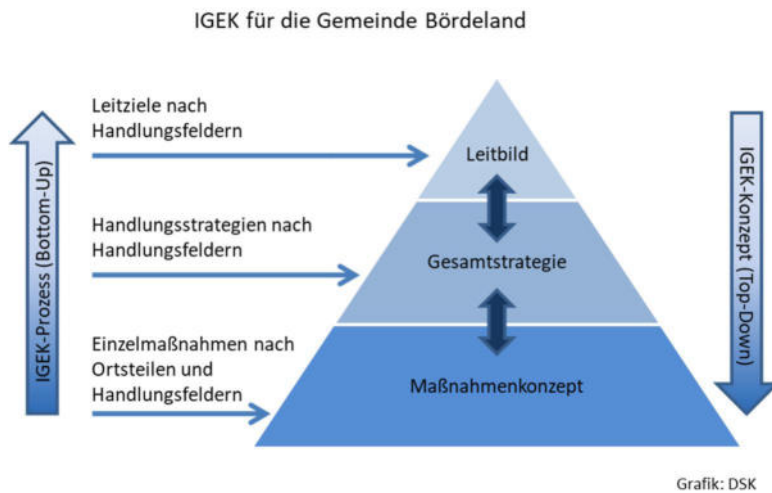 IGEK für die Gemeinde Bördeland
IGEK-Prozess (Bottom-Up)
Leitziele nach
Handlungsfeldern
Handlungsstrategien nach
Handlungsfeldern
Einzelmaßnahmen nach
Ortsteilen und
Handlungsfeldern
Leitbild
Gesamtstrategie
Maßnahmenkonzept
IGEK-Konzept (Top-Down)
Grafik: DSK